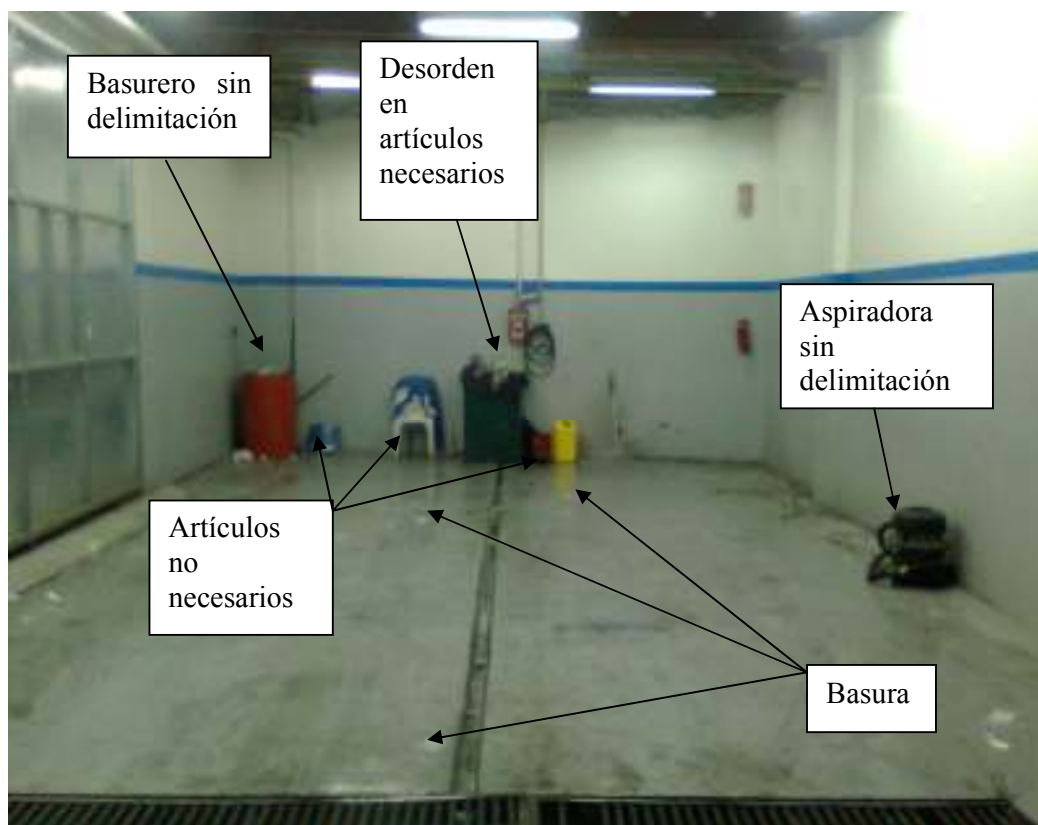 Basurero sin
delimitación
Desorden
en
artículos
necesarios
Aspiradora
sin
delimitación
Artículos
no
necesarios
Basura